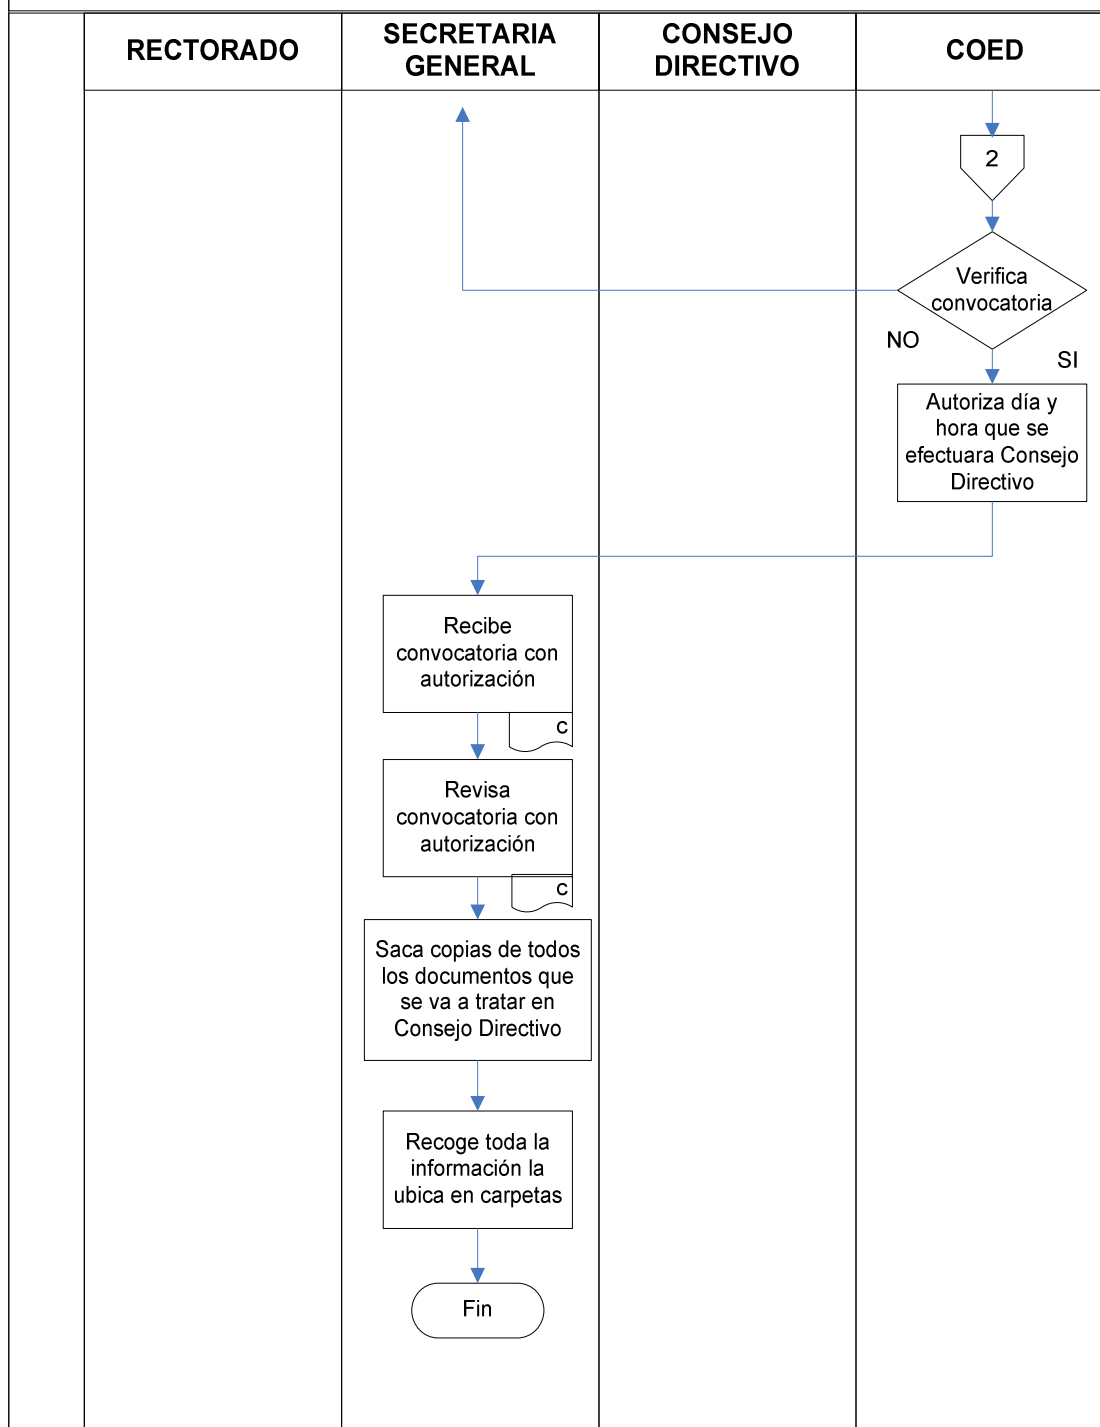 RECTORADO
SECRETARIA
GENERAL
CONSEJO
DIRECTIVO
COED
2
Verifica
convocatoria
NO
SI
Autoriza día y
hora que se
efectuara Consejo
Directivo
Recibe
convocatoria con
autorización
C
Revisa
convocatoria con
autorización
C
Saca copias de todos
los documentos que
se va a tratar en
Consejo Directivo
Recoge toda la
información la
ubica en carpetas
Fin